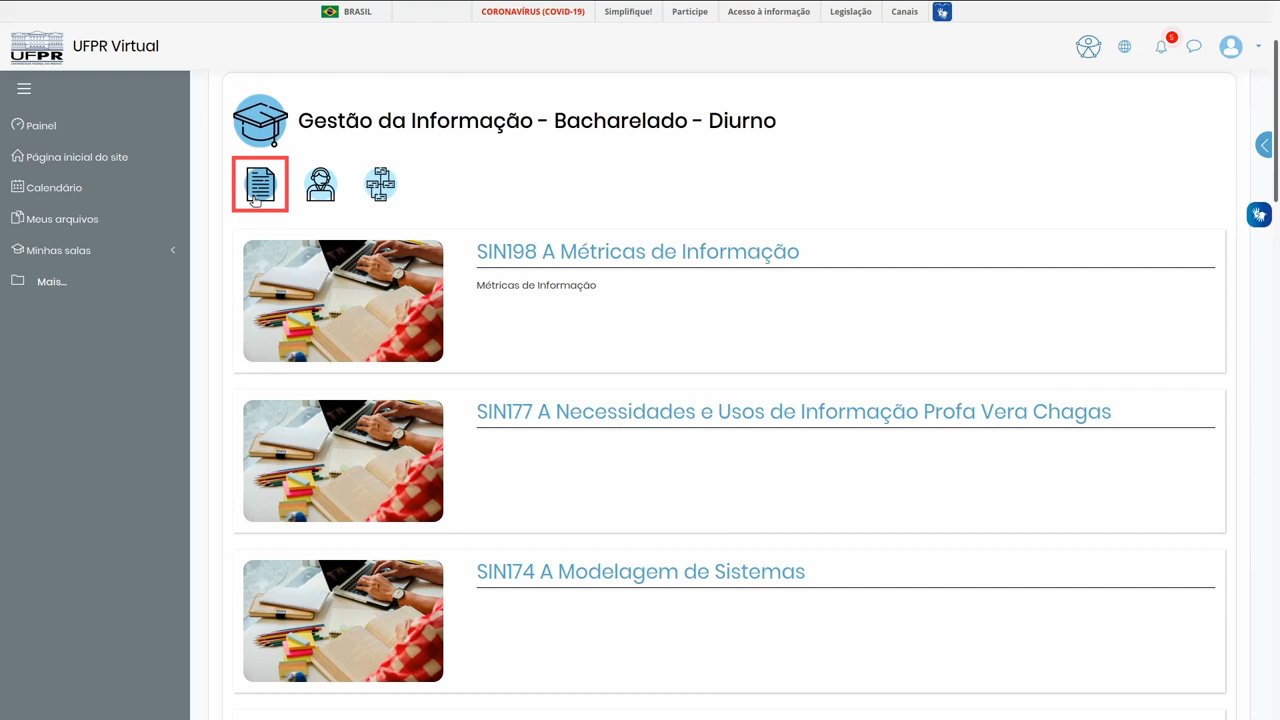 BRASIL
CORONAVÍRUS (COVID-19)
Simplifique!
Participe
Acesso à informação
Legislação
Canais
UFPR
UFPR Virtual
5
Painel
Página inicial do site
Calendário
Meus arquivos
Minhas salas
Mais...
Gestão da Informação - Bacharelado - Diurno
SIN198 A Métricas de Informação
Métricas de Informação
SIN177 A Necessidades e Usos de Informação Profa Vera Chagas
SIN174 A Modelagem de Sistemas